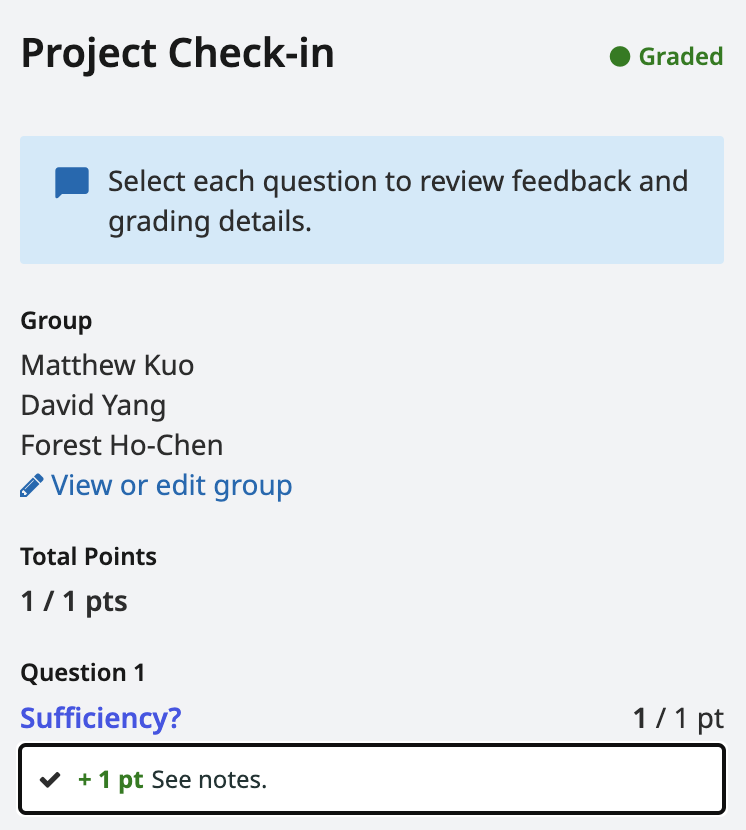 Project Check-in
Graded
Select each question to review feedback and
grading details.
Group
Matthew Kuo
David Yang
Forest Ho-Chen
View or edit group
Total Points
1 / 1 pts
Question 1
Sufficiency? 1 / 1 pt
+ 1 pt See notes.